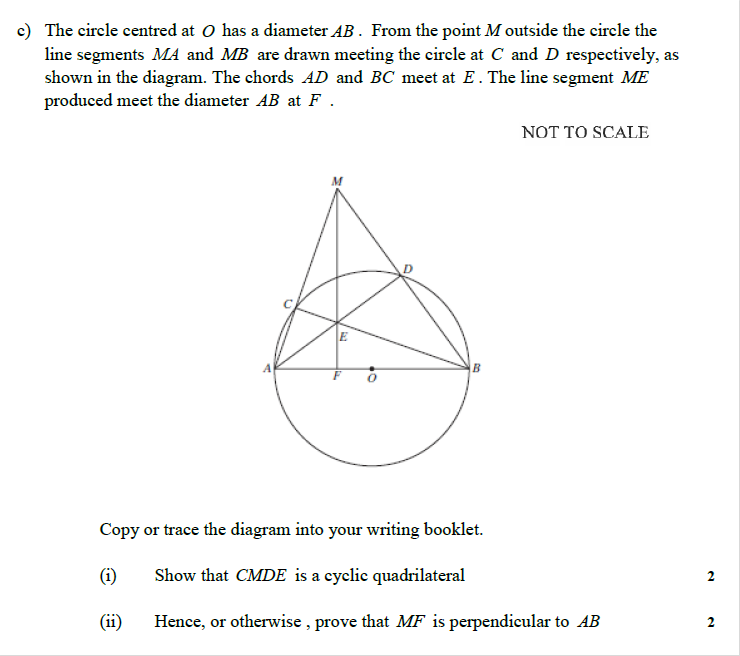 c) The circle centred at O has a diameter AB. From the point M outside the circle the
line segments MA and MB are drawn meeting the circle at C and D respectively, as
shown in the diagram. The chords AD and BC meet at E. The line segment ME
produced meet the diameter AB at F .
NOT TO SCALE
M
D
C
E
A
B
F
O
Copy or trace the diagram into your writing booklet.
(i) Show that CMDE is a cyclic quadrilateral 2
(ii) Hence, or otherwise , prove that MF is perpendicular to AB 2